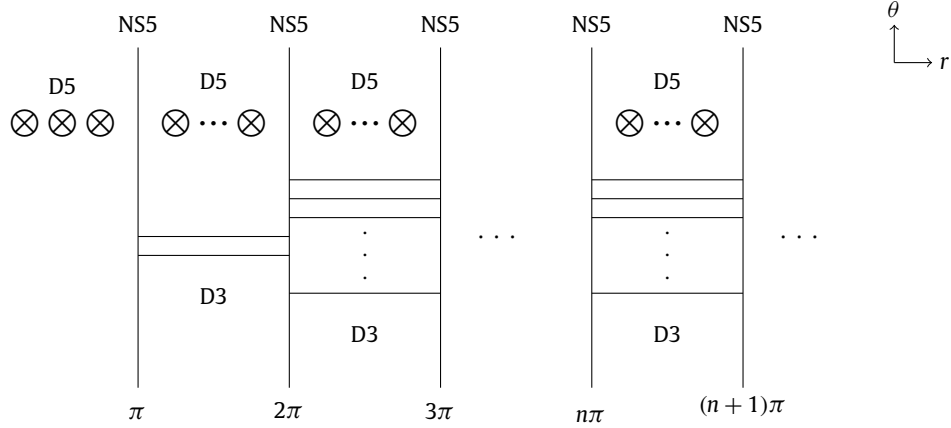 NS5 NS5 NS5 NS5 NS5 θ
D5 D5 D5 D5 r
... ... ...
. . . . . .
D3 D3 D3
π 2π 3π nπ (n + 1)π